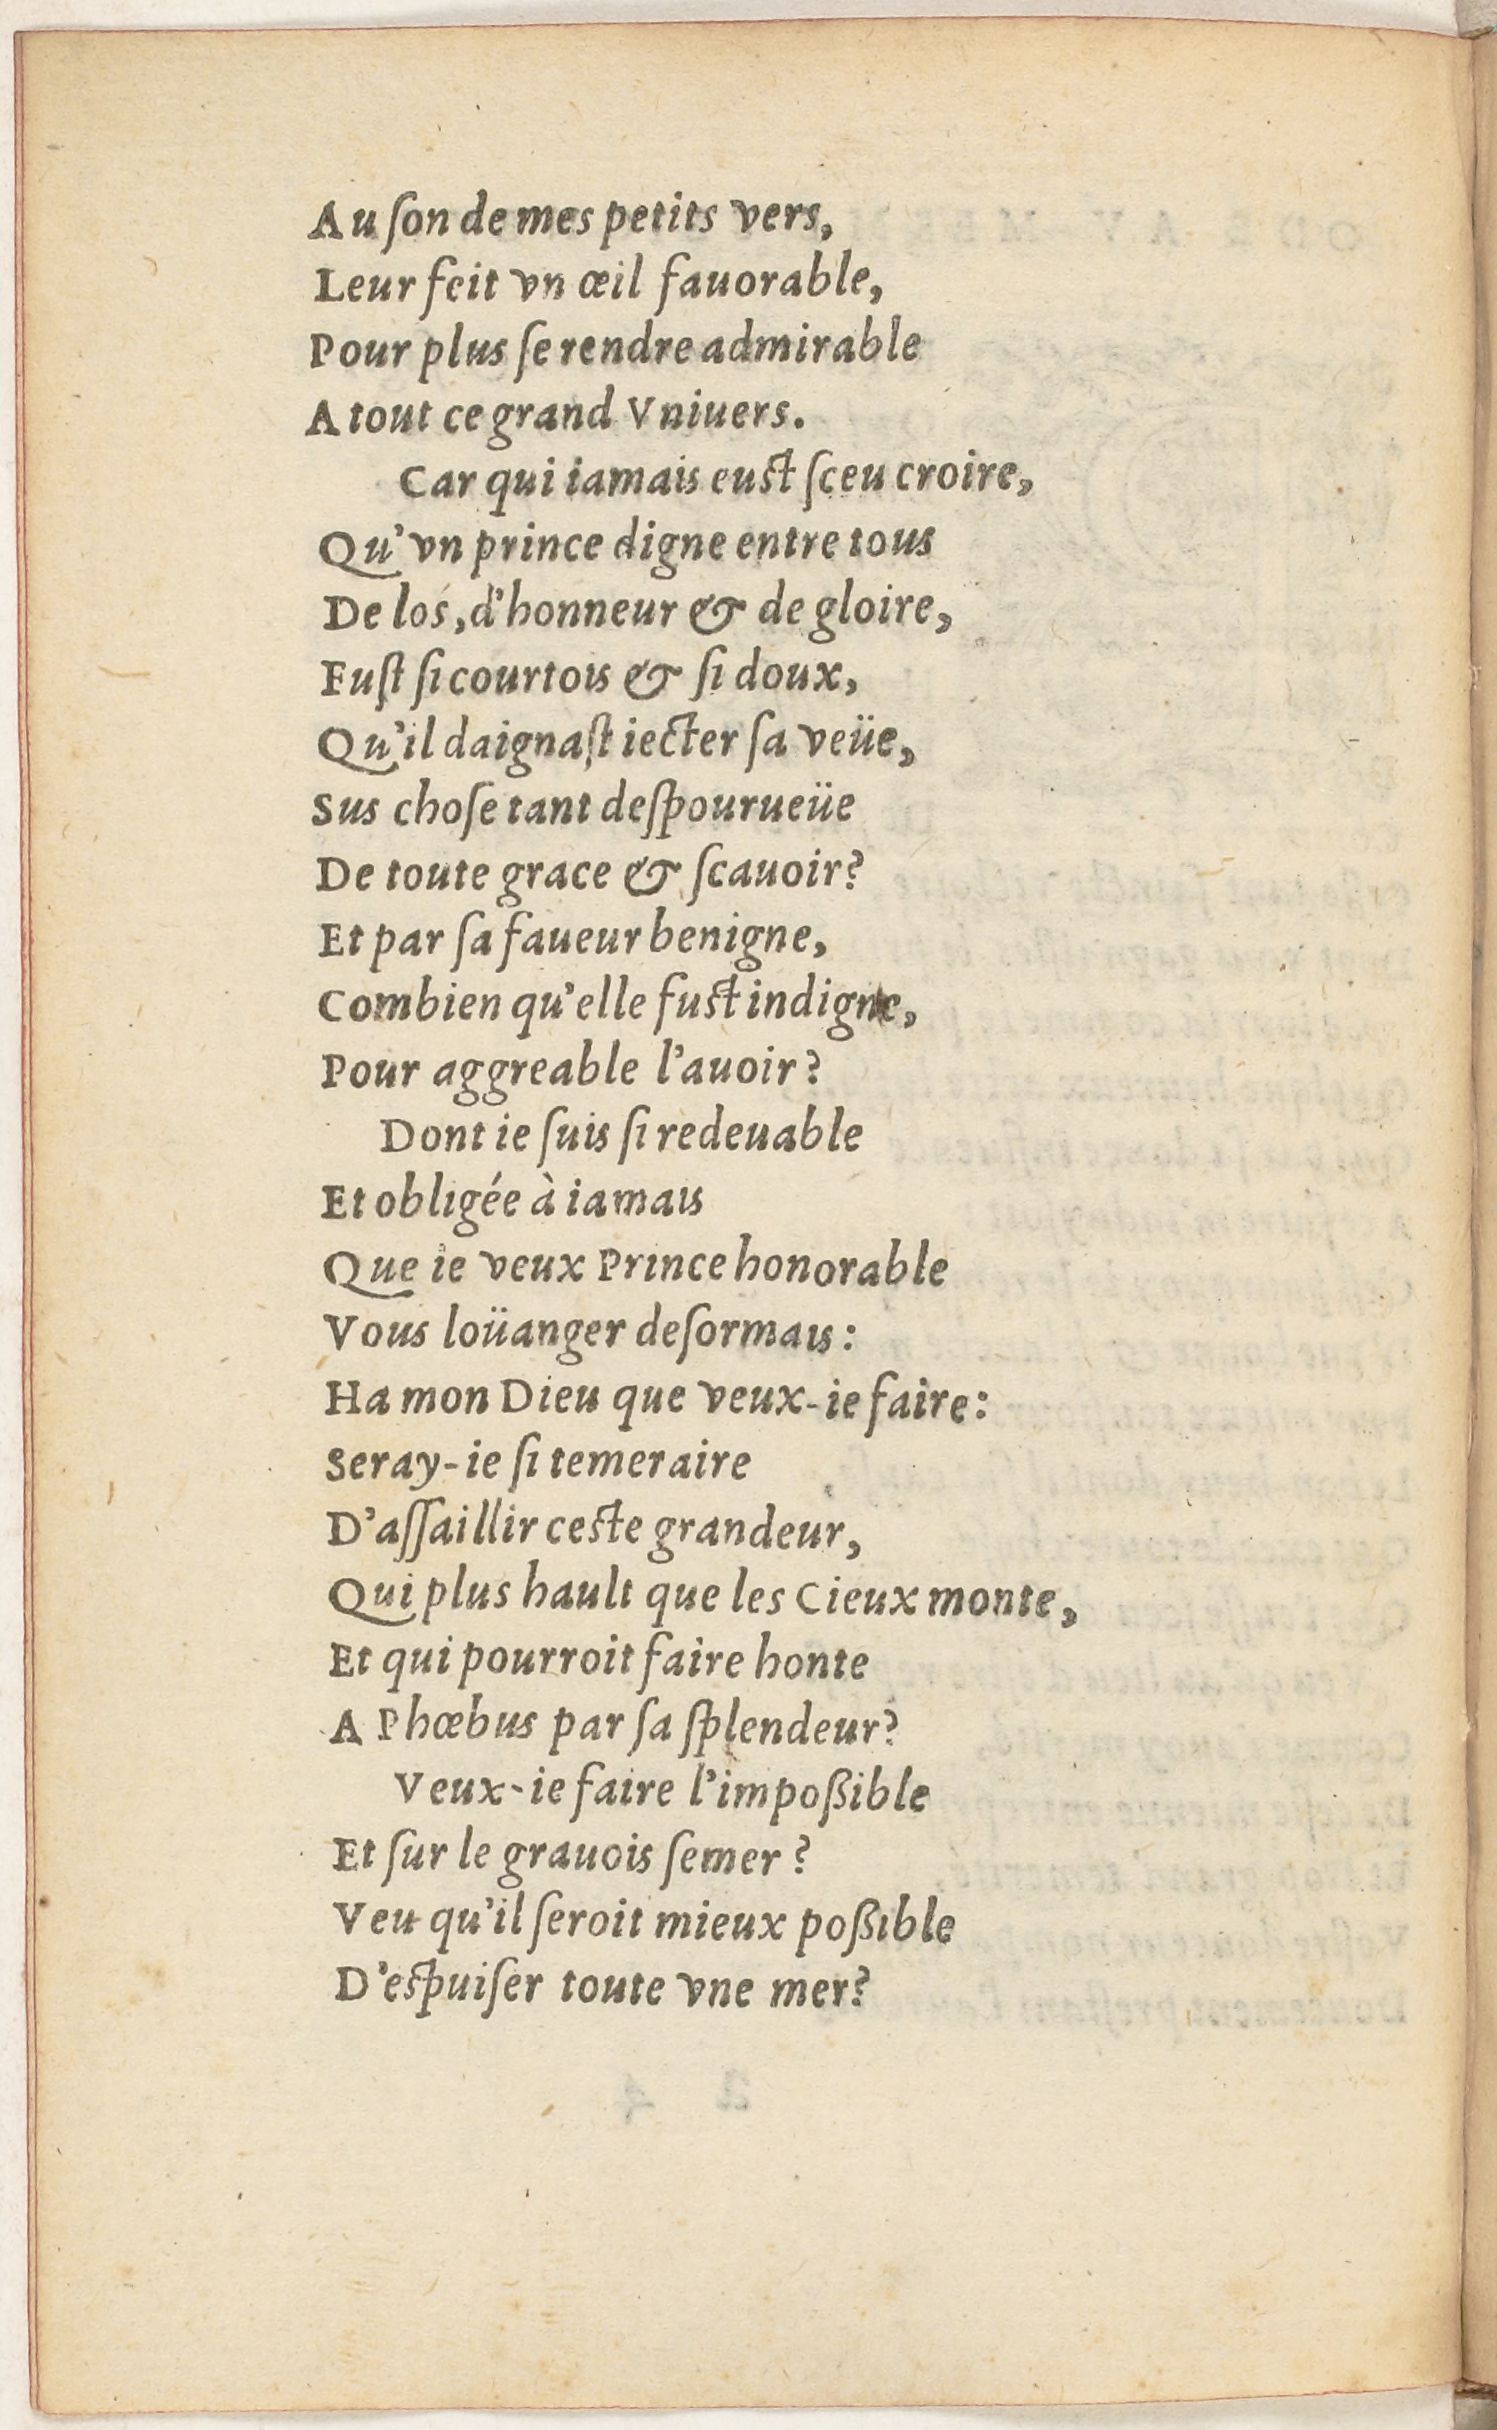 Au ſon de mes petits vers,
Leur feit vn œil fauorable,
Pour plus ſe rendre admirable
A tout ce grand Vniuers.
Car qui iamais euſt ſceu croire,
Qu'vn prince digne entre tous
De los, d'honneur & de gloire,
Fuſt ſi courtois & ſi doux,
Qu'il daignaſt iecter ſa veüe,
Sus choſe tant deſpourueüe
De toute grace & ſcauoir?
Et par ſa faueur benigne,
Combien qu'elle fuſt indigne,
Pour aggreable l'auoir?
Dont ie ſuis ſi redeuable
Et obligée à iamais
Que ie veux Prince honorable
Vous loüanger deſormais:
Ha mon Dieu que veux-ie faire:
Seray-ie ſi temeraire
D'aſſaillir ceſte grandeur,
Qui plus hault que les Cieux monte,
Et qui pourroit faire honte
A Phœbus par ſa ſplendeur?
Veux-ie faire l'impoßible
Et ſur le grauois ſemer?
Veu qu'il ſeroit mieux poßible
D'eſpuiſer toute vne mer?